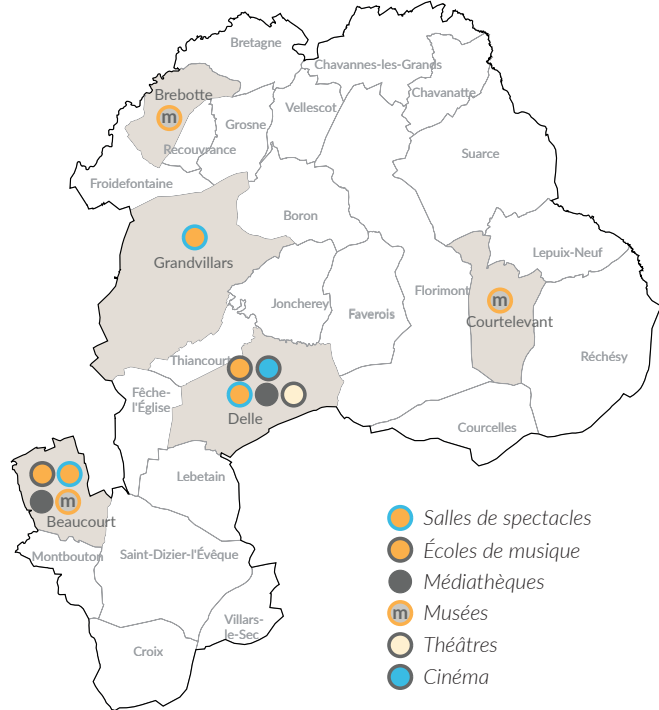 Bretagne
Chavannes-les-Grands
Brebotte
Chavanatte
Vellescot
m
Grosne
Recouvrance
Suarce
Froidefontaine
Boron
Grandvillars
Lepuix-Neuf
Florimont
m
Joncherey
Faverois
Courtelevant
Thiancourt
Réchésy
Fêche-
l'Église
Delle
Courcelles
Lebetain
m
Beaucourt
Montbouton
Saint-Dizier-l'Évêque
Villars-
le-Sec
Croix
Salles de spectacles
Écoles de musique
Médiathèques
m Musées
Théâtres
Cinéma